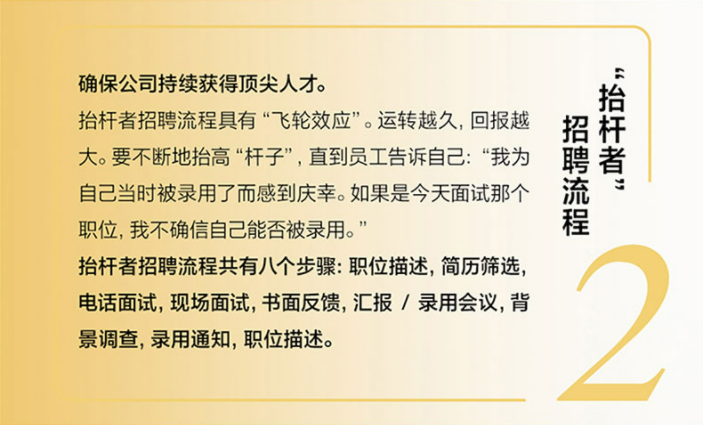 确保公司持续获得顶尖人才。
抬杆者招聘流程具有“飞轮效应”。运转越久，回报越
大。要不断地抬高“杆子”，直到员工告诉自己：“我为
自己当时被录用了而感到庆幸。如果是今天面试那个
职位，我不确信自己能否被录用。”
抬杆者招聘流程共有八个步骤：职位描述，简历筛选，
电话面试，现场面试，书面反馈，汇报 / 录用会议，背
景调查，录用通知，职位描述。
“抬杆者”
招聘流程
2